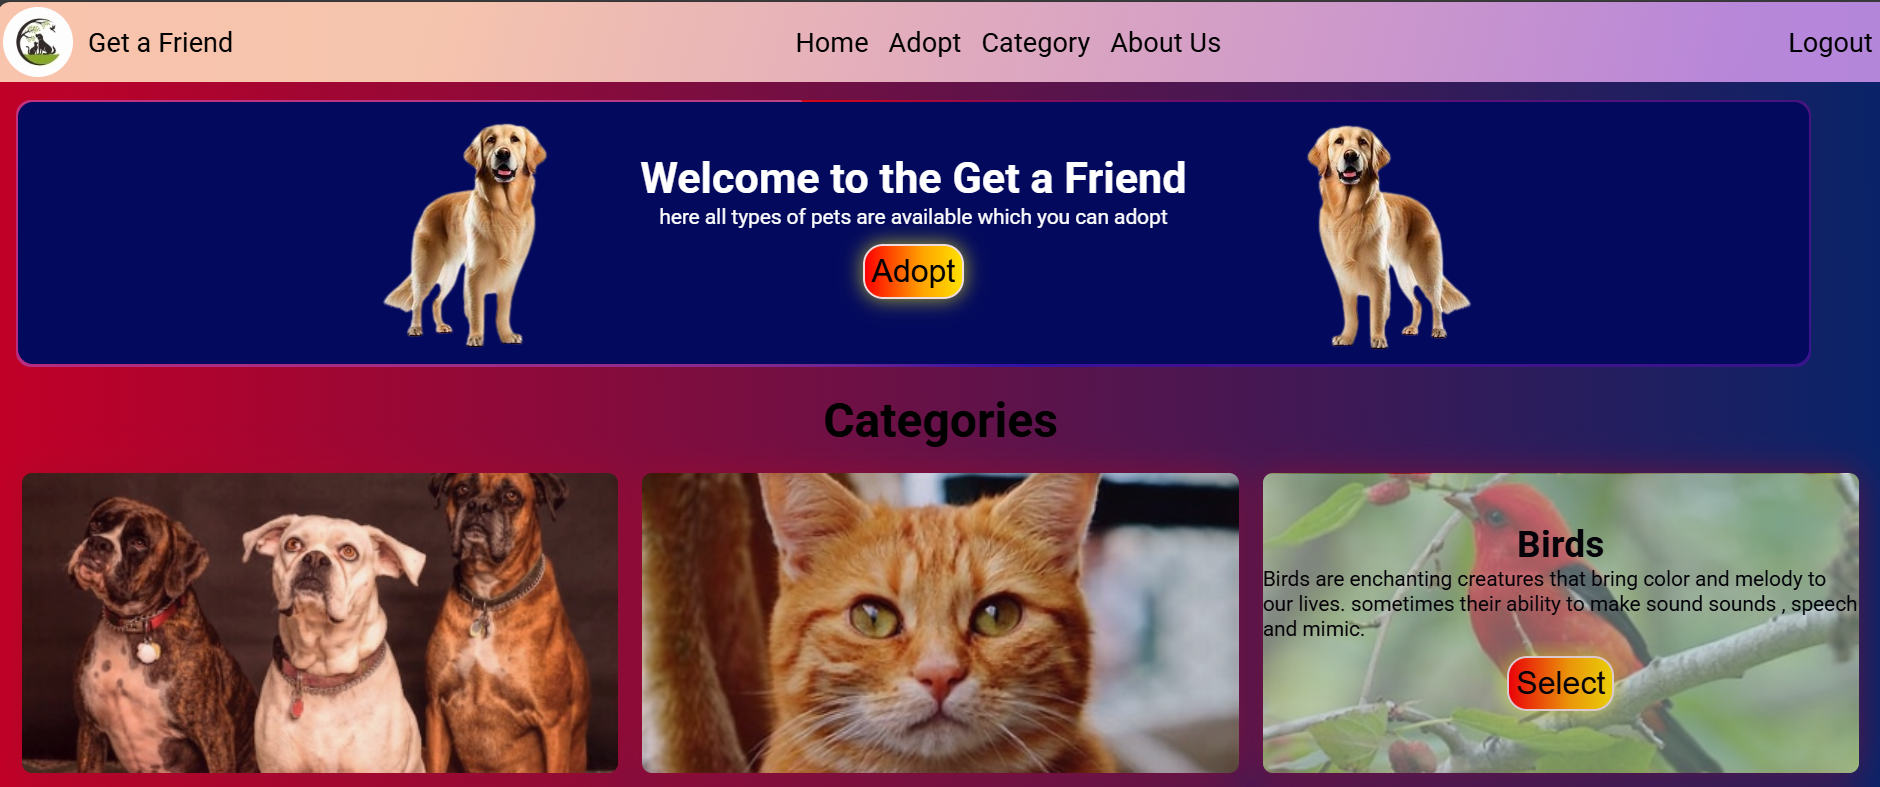 Get a Friend
Home Adopt Category About Us
Logout
Welcome to the Get a Friend
here all types of pets are available which you can adopt
Adopt
Categories
Birds
Birds are enchanting creatures that bring color and melody to
our lives. sometimes their ability to make sound sounds , speech
and mimic.
Select